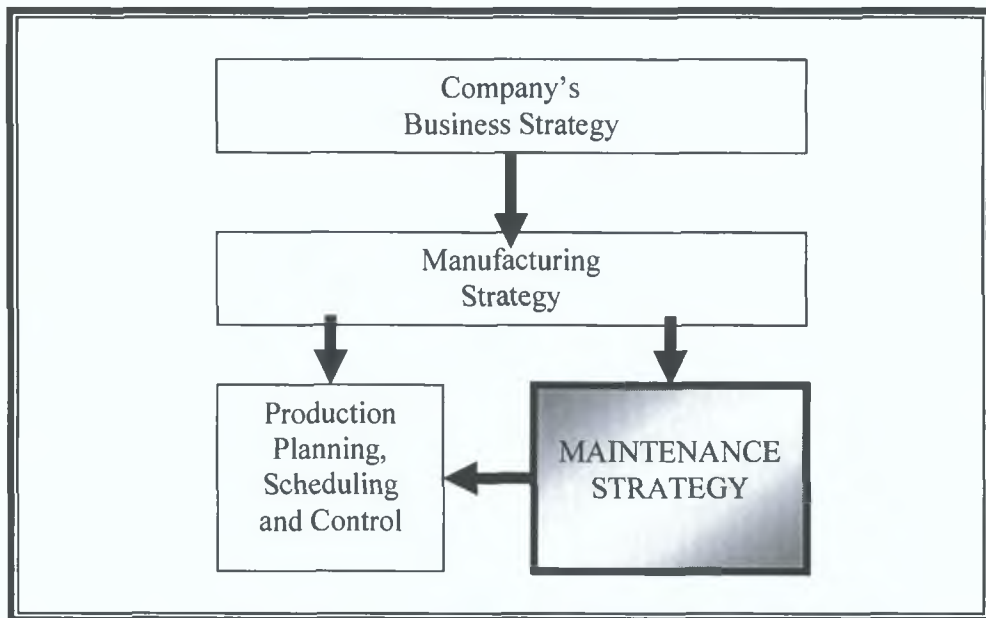 Company's
Business Strategy
Manufacturing
Strategy
Production
Planning,
Scheduling
and Control
MAINTENANCE
STRATEGY